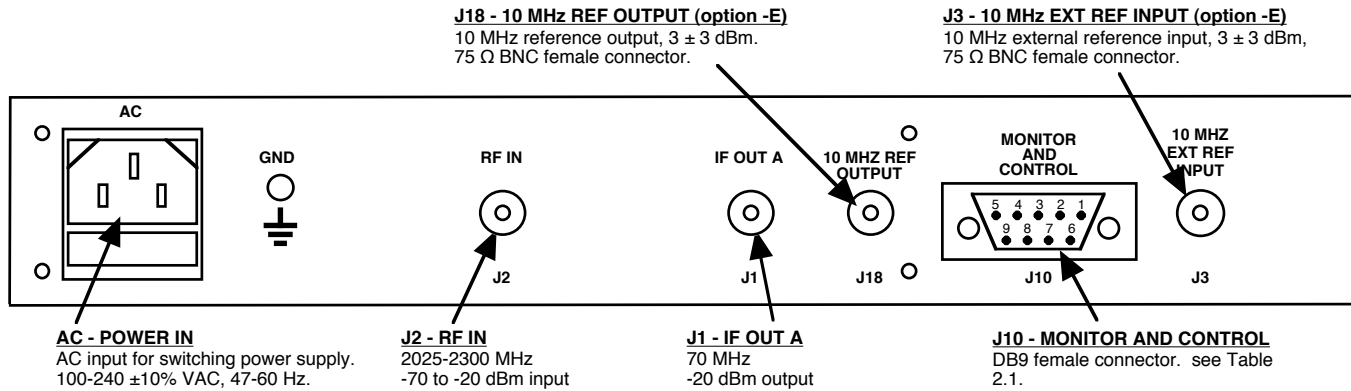 J18 - 10 MHz REF OUTPUT (option -E)
10 MHz reference output, 3 ± 3 dBm.
75 Ω BNC female connector.
J3 - 10 MHz EXT REF INPUT (option -E)
10 MHz external reference input, 3 ± 3 dBm,
75 Ω BNC female connector.
AC
GND
RF IN
J2
IF OUT A
J1
10 MHZ REF
OUTPUT
J18
MONITOR
AND
CONTROL
5 4 3 2 1
9 8 7 6
J10
10 MHZ
EXT REF
INPUT
J3
AC - POWER IN
AC input for switching power supply.
100-240 ±10% VAC, 47-60 Hz.
J2 - RF IN
2025-2300 MHz
-70 to -20 dBm input
J1 - IF OUT A
70 MHz
-20 dBm output
J10 - MONITOR AND CONTROL
DB9 female connector. see Table
2.1.